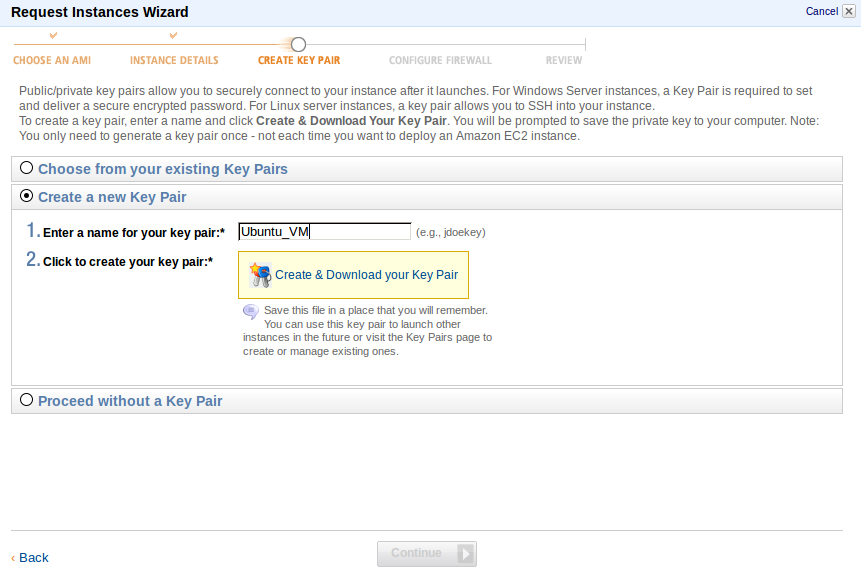 Request Instances Wizard
Cancel
CHOOSE AN AMI
INSTANCE DETAILS
CREATE KEY PAIR
CONFIGURE FIREWALL
REVIEW
Public/private key pairs allow you to securely connect to your instance after it launches. For Windows Server instances, a Key Pair is required to set
and deliver a secure encrypted password. For Linux server instances, a key pair allows you to SSH into your instance.
To create a key pair, enter a name and click Create & Download Your Key Pair. You will be prompted to save the private key to your computer. Note:
You only need to generate a key pair once - not each time you want to deploy an Amazon EC2 instance.
Choose from your existing Key Pairs
Create a new Key Pair
1. Enter a name for your key pair:* Ubuntu_VM (e.g., jdoekey)
2. Click to create your key pair:* Create & Download your Key Pair
Save this file in a place that you will remember.
You can use this key pair to launch other
instances in the future or visit the Key Pairs page to
create or manage existing ones.
Proceed without a Key Pair
‹ Back
Continue